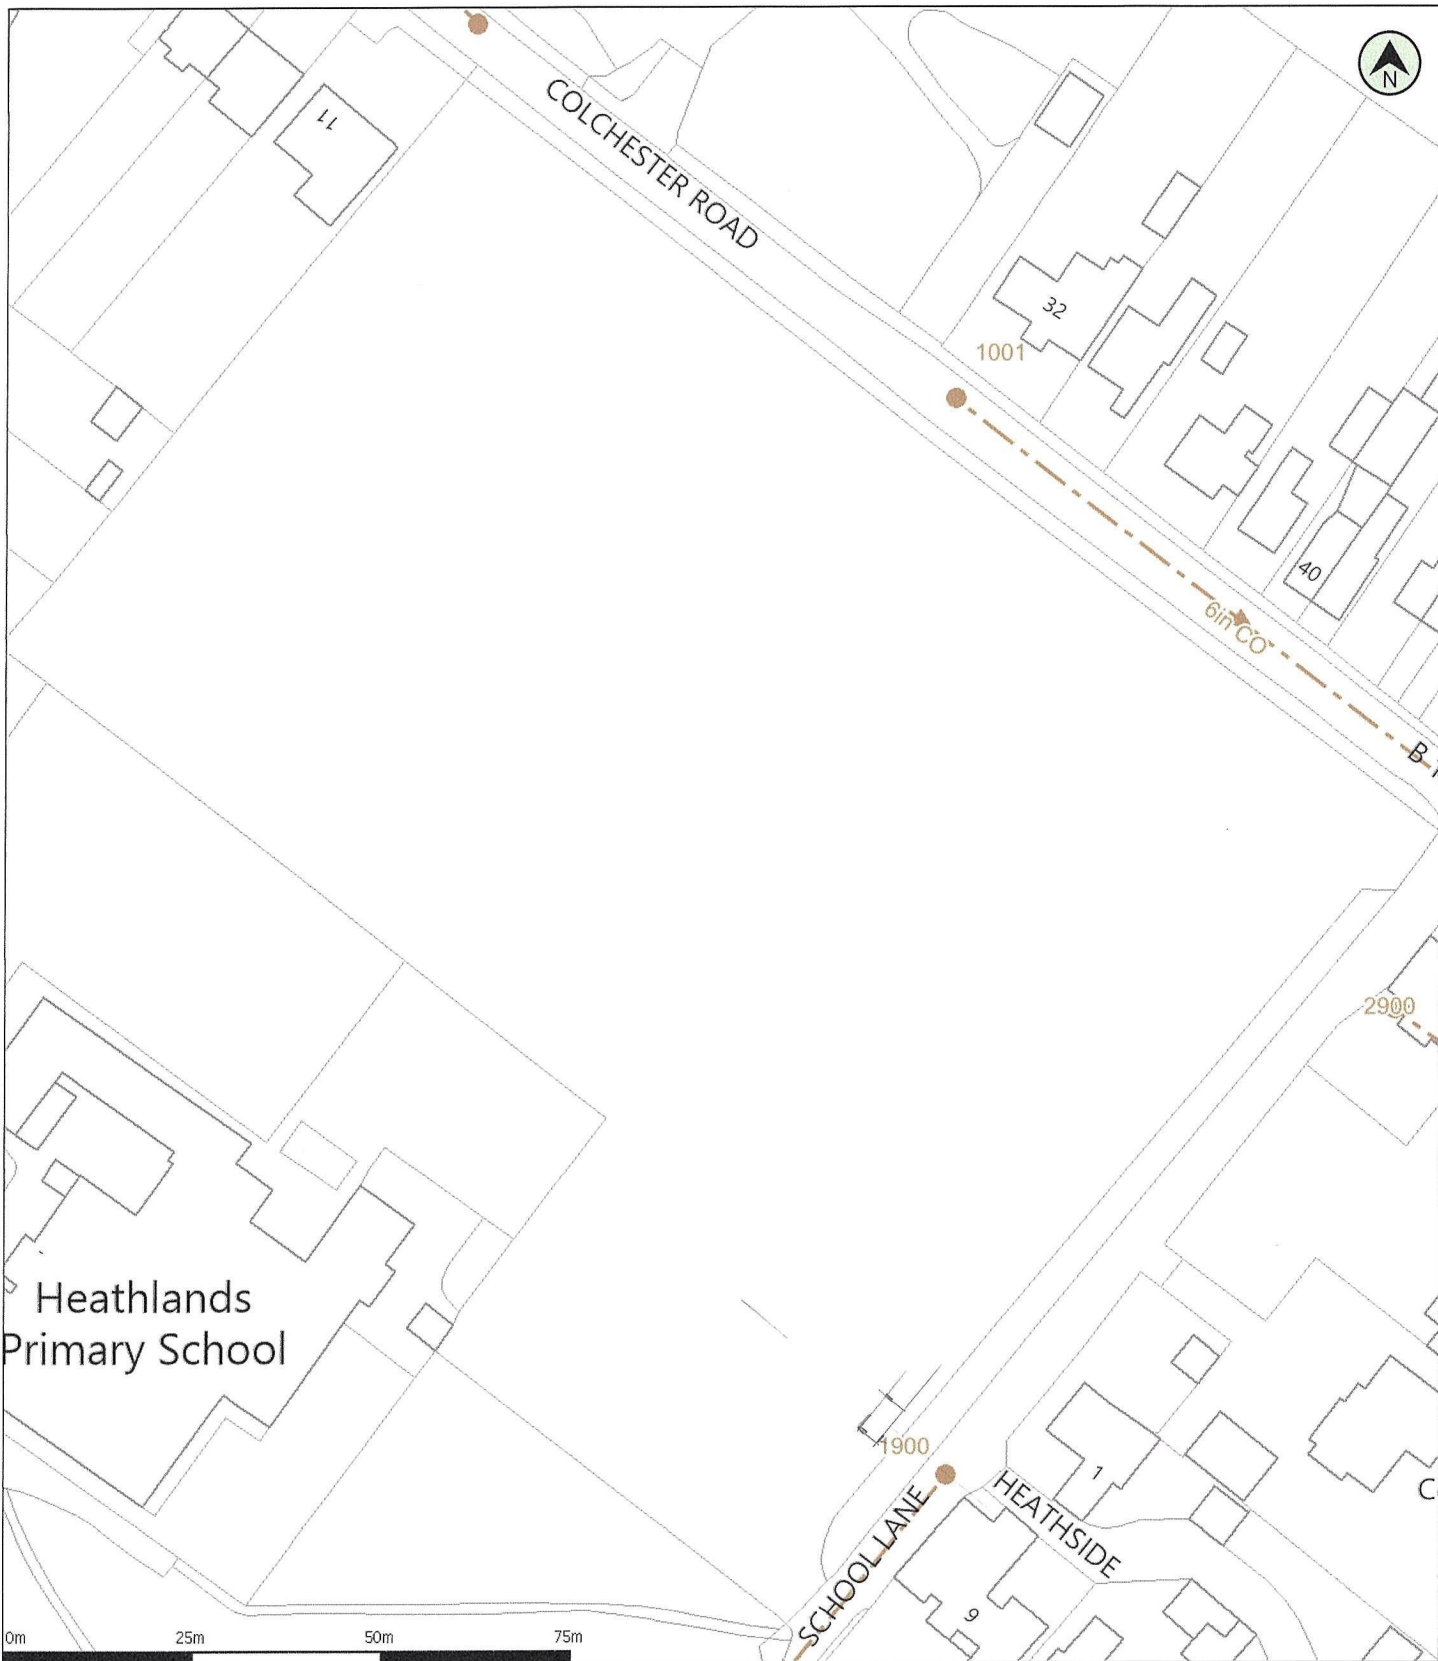 N
11
COLCHESTER ROAD
32
1001
40
6in CO
B 1
2900
Heathlands
Primary School
1900
1
SCHOOL LANE
HEATHSIDE
9
0m
25m
50m
75m